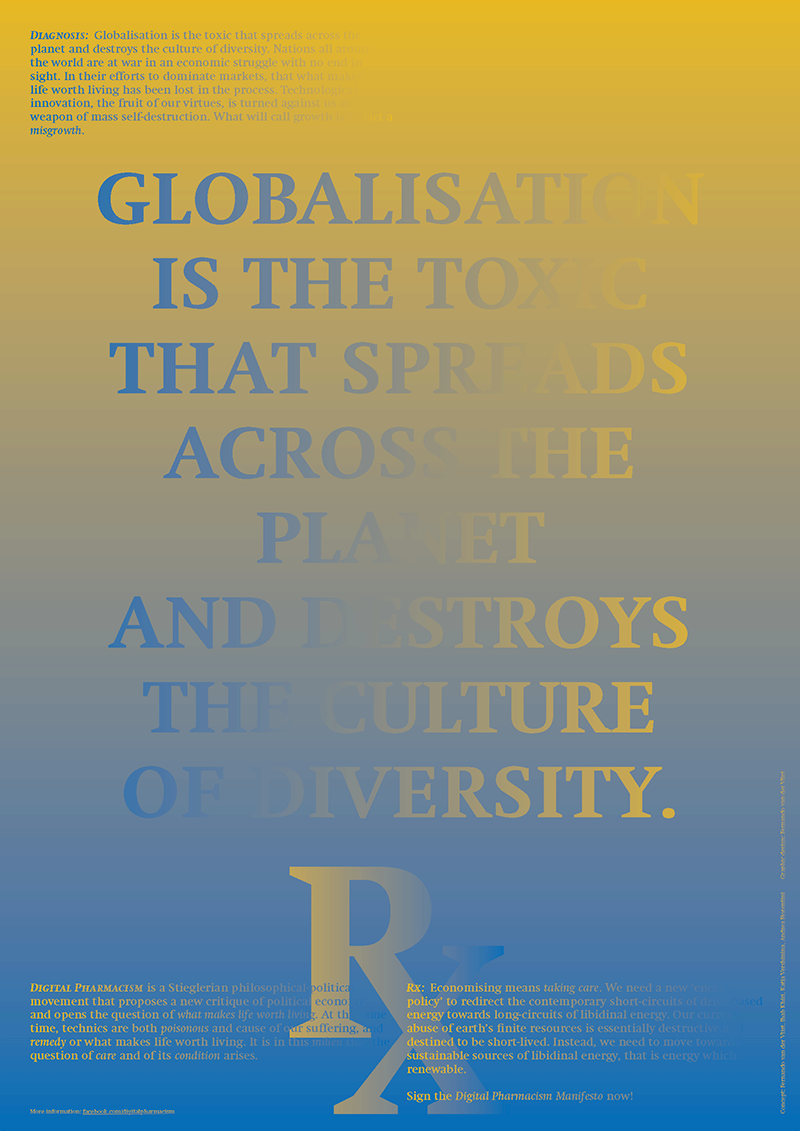 DIAGNOSIS: Globalisation is the toxic that spreads across the
planet and destroys the culture of diversity. Nations all around
the world are at war in an economic struggle with no end in
sight. In their efforts to dominate markets, that what makes
life worth living has been lost in the process. Technological
innovation, the fruit of our virtues, is turned against
weapon of mass self-destruction. What will call growth
misgrowth.
GLOBALISATION
IS THE TOXIC
THAT SPREADS
ACROSS THE
PLANET
AND DESTROYS
THE CULTURE
OF DIVERSITY.
Rx
DIGITAL PHARMACISM is a Stieglerian philosophical political
movement that proposes a new critique of political economy
and opens the question of what makes life worth living. At the same
time, technics are both poisonous and cause of our suffering, and
remedy or what makes life worth living. It is in this milieu that the
question of care and of its condition arises.
RX: Economising means taking care. We need a new
policy’ to redirect the contemporary short-circuits of
energy towards long-circuits of libidinal energy. Our
abuse of earth’s finite resources is essentially destructive
destined to be short-lived. Instead, we need to move towards
sustainable sources of libidinal energy, that is energy which
renewable.
Sign the Digital Pharmacism Manifesto now!
More information: facebook.com/digitalpharmacism